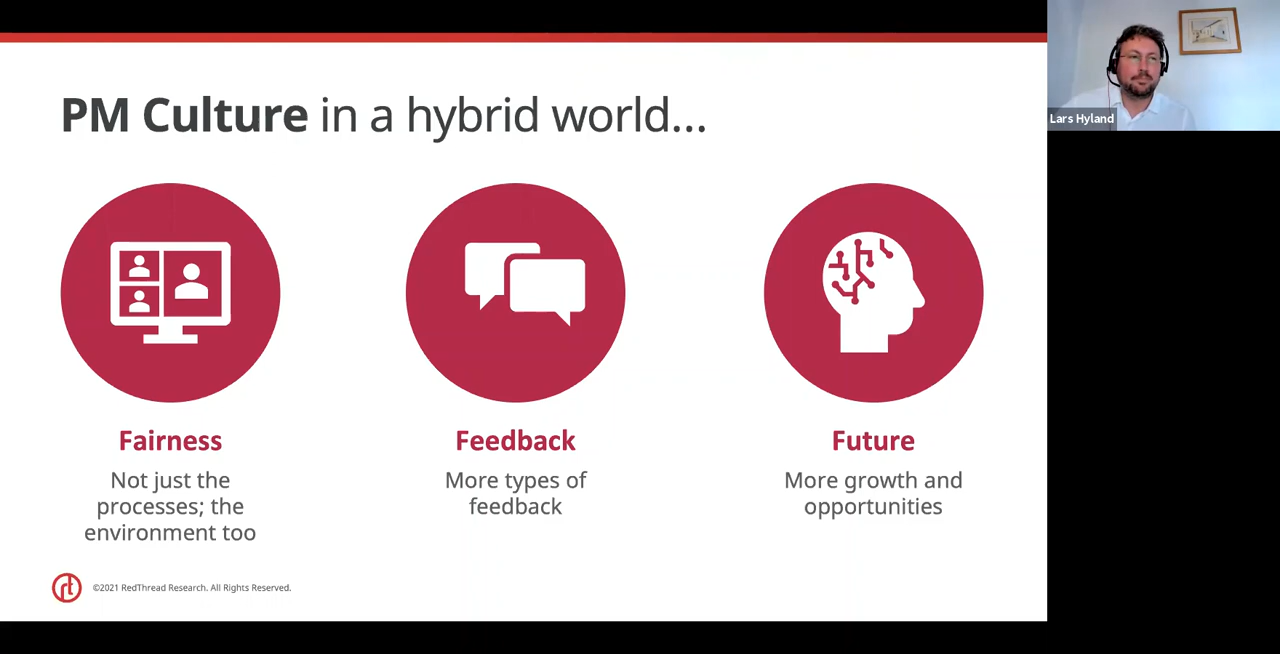 PM Culture in a hybrid world...
Lars Hyland
Fairness
Not just the
processes; the
environment too
Feedback
More types of
feedback
Future
More growth and
opportunities
rt
©2021 RedThread Research. All Rights Reserved.